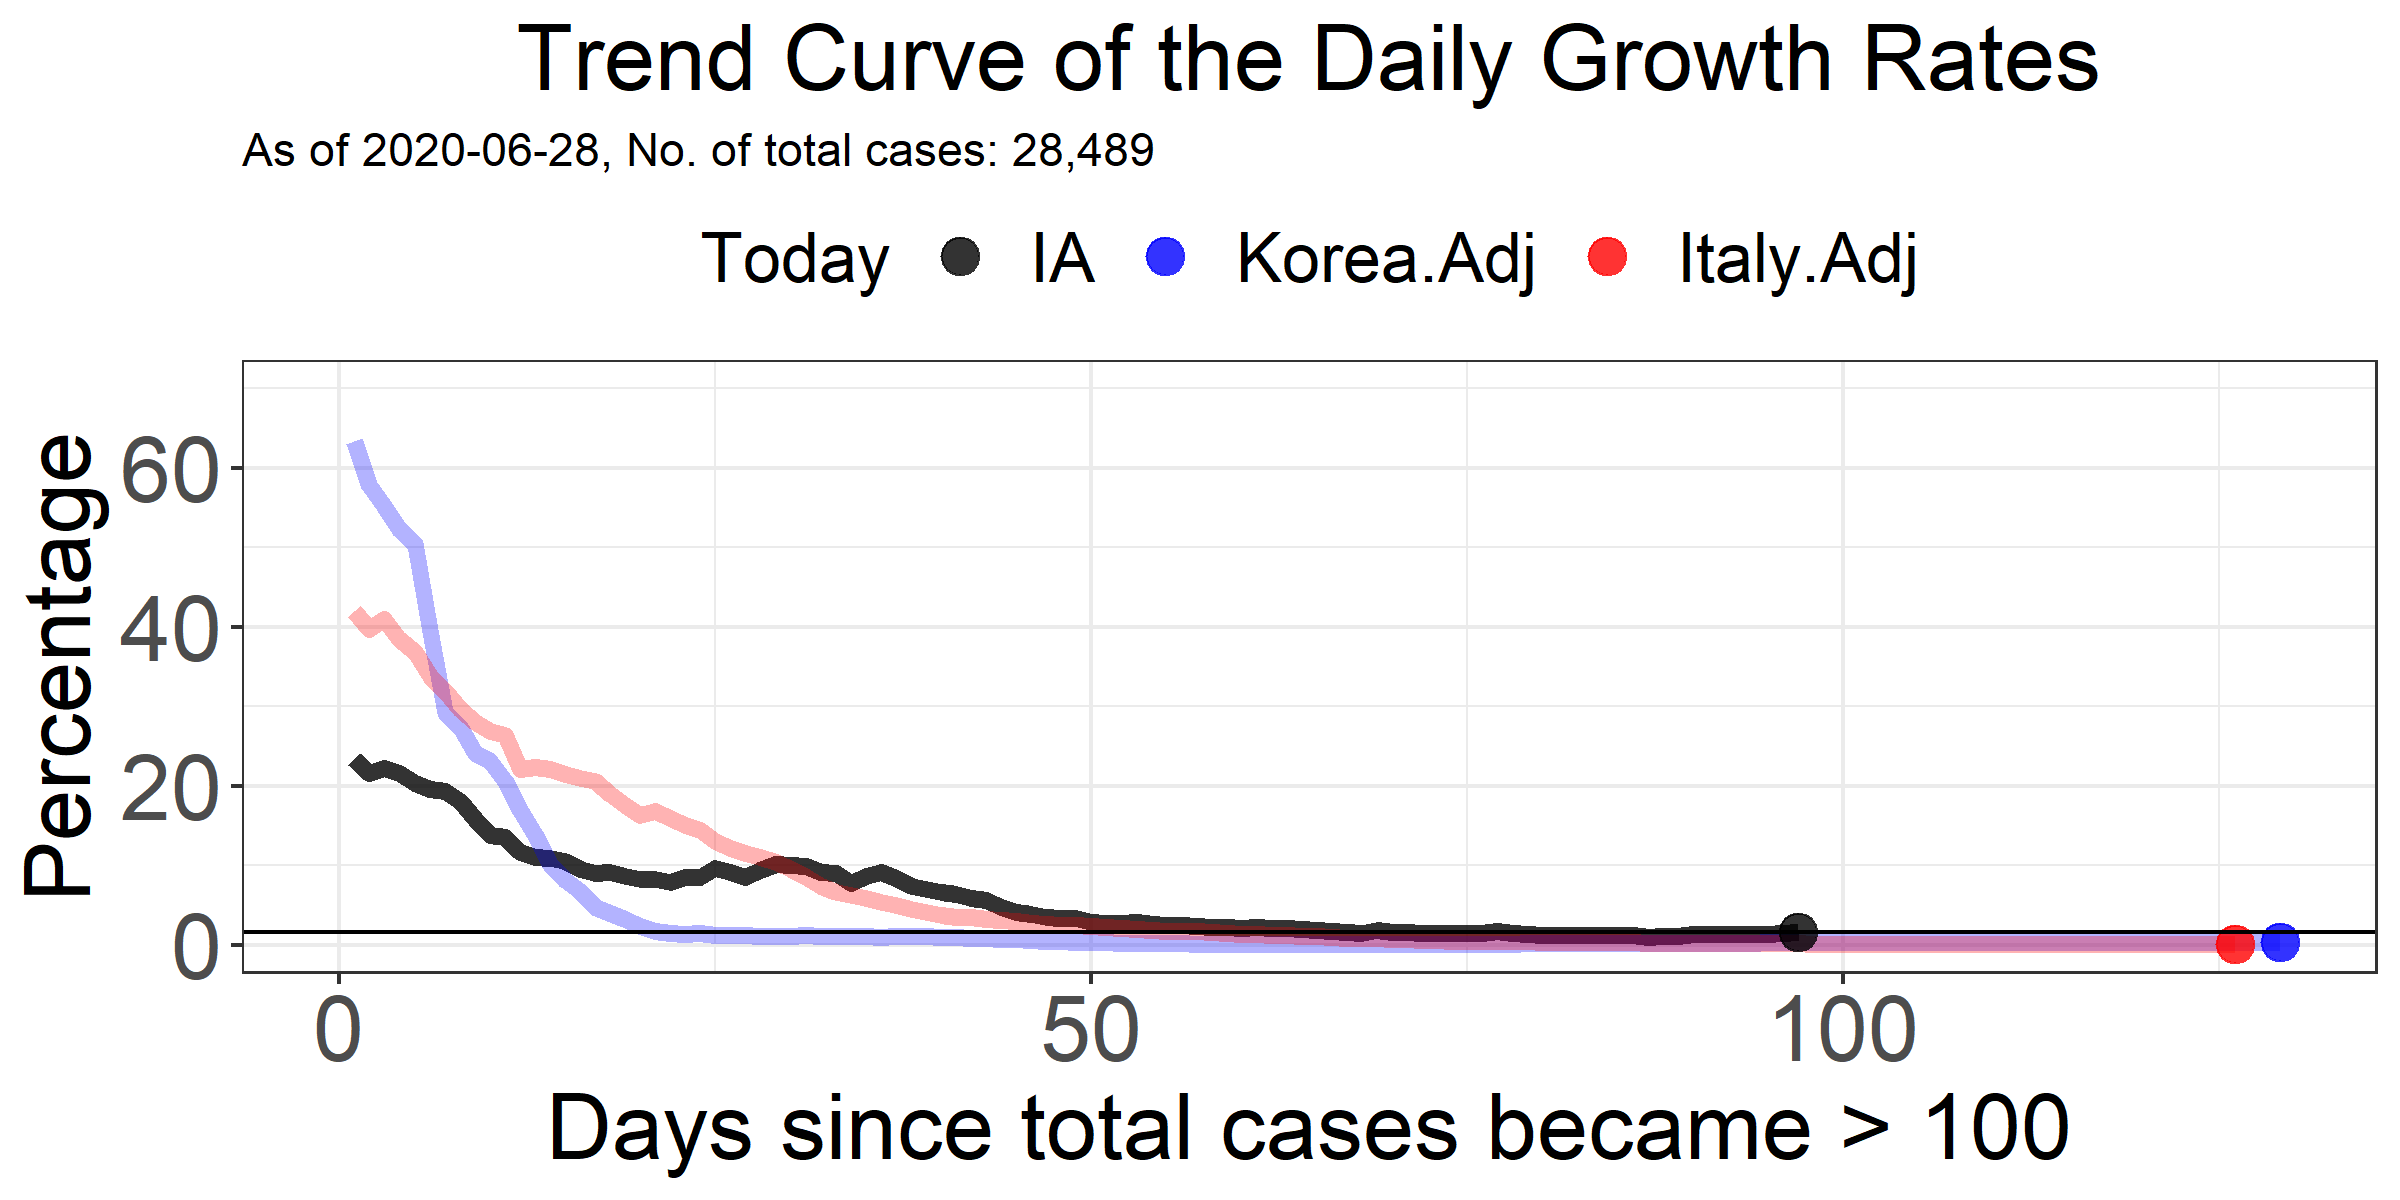 Trend Curve of the Daily Growth Rates
As of 2020-06-28, No. of total cases: 28,489
Today IA Korea.Adj Italy.Adj
Percentage
60
40
20
0
0 50 100
Days since total cases became > 100